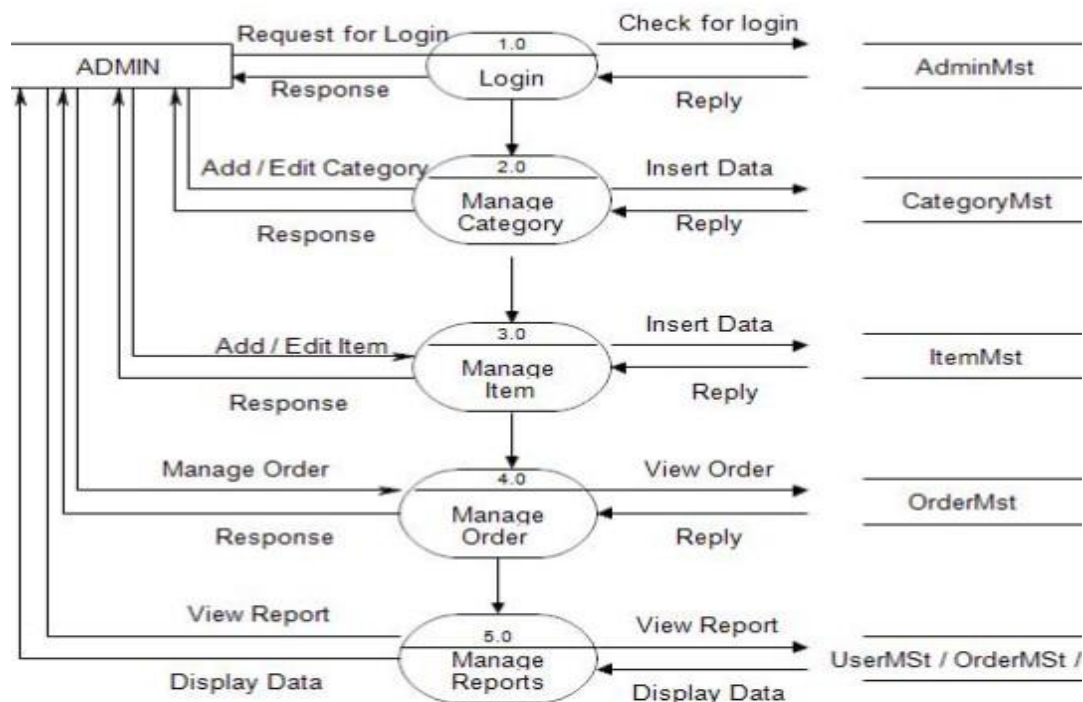 Request for Login
Check for login
1.0
ADMIN
Login
AdminMst
Response
Reply
Add / Edit Category
2.0
Insert Data
Manage
Category
CategoryMst
Response
Reply
3.0
Insert Data
Add / Edit Item
Manage
Item
ItemMst
Response
Reply
Manage Order
4.0
View Order
Manage
Order
OrderMst
Response
Reply
View Report
5.0
View Report
Manage
Reports
UserMSt / OrderMSt /
Display Data
Display Data